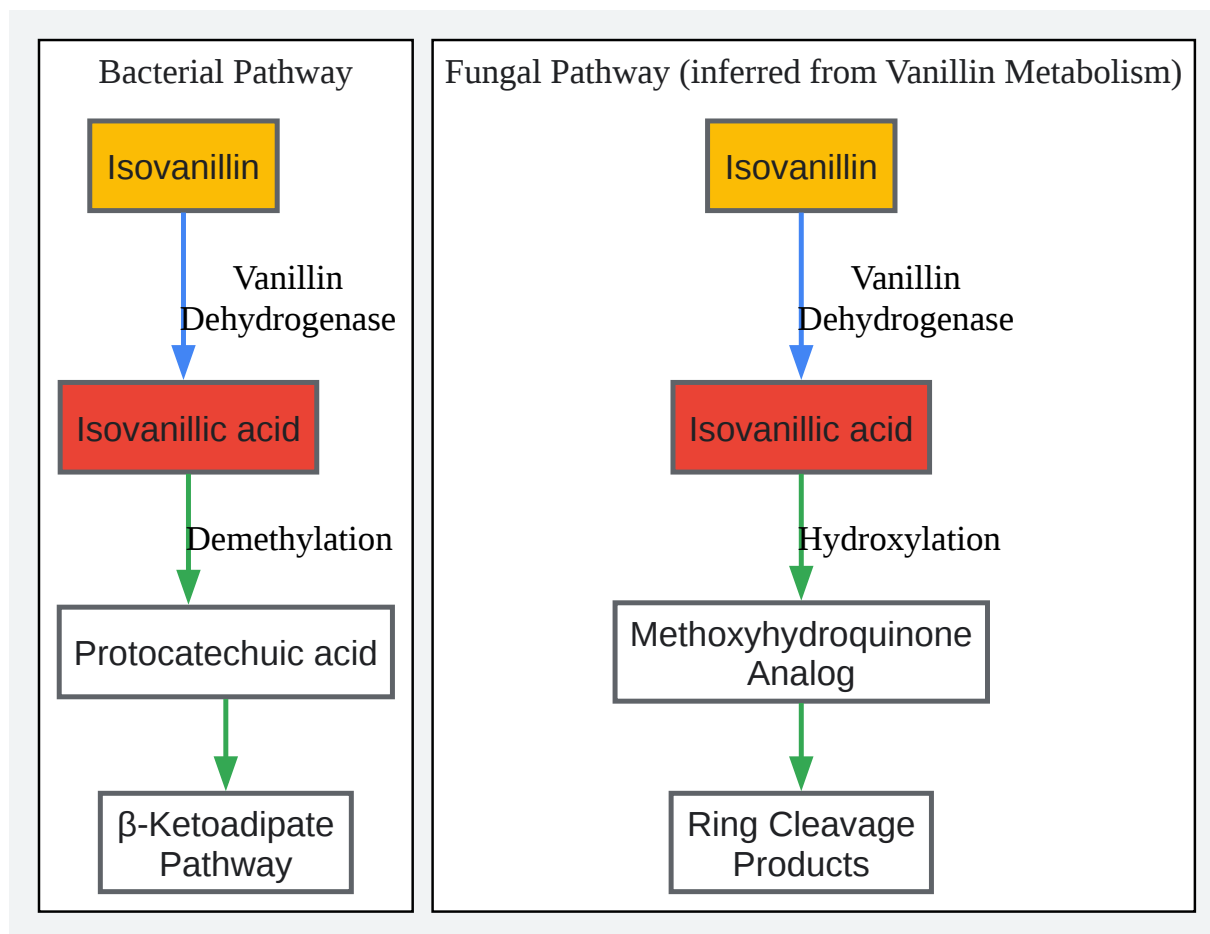 Bacterial Pathway
Isovanillin
Vanillin
Dehydrogenase
Isovanillic acid
Demethylation
Protocatechuic acid
β-Ketoadipate
Pathway
Fungal Pathway (inferred from Vanillin Metabolism)
Isovanillin
Vanillin
Dehydrogenase
Isovanillic acid
Hydroxylation
Methoxyhydroquinone
Analog
Ring Cleavage
Products